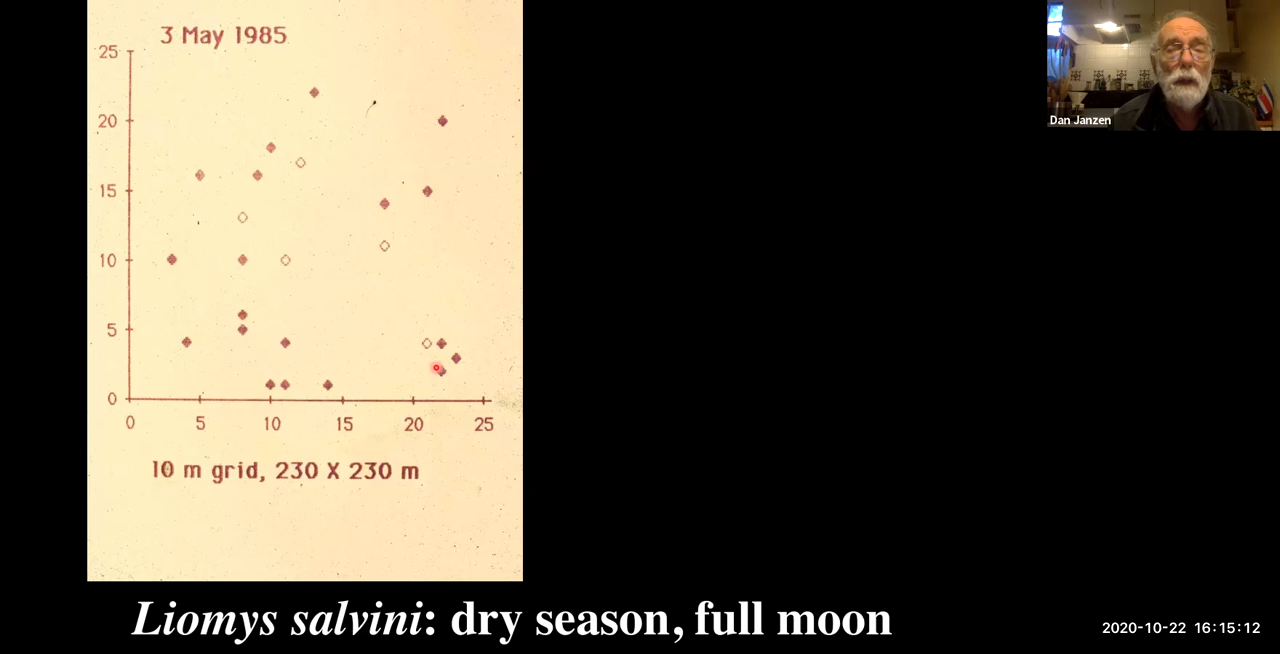 3 May 1985
25
20
15
10
5
0
0 5 10 15 20 25
10 m grid, 230 X 230 m
Dan Janzen
Liomys salvini: dry season, full moon
2020-10-22 16:15:12